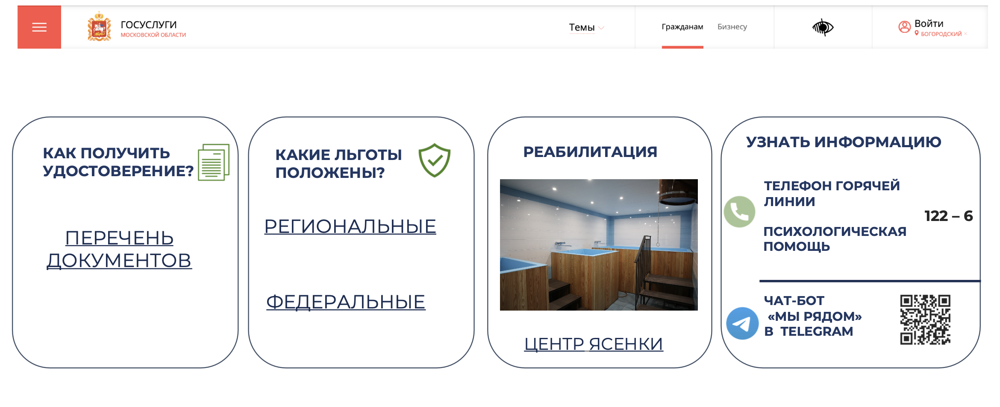 ГОСУСЛУГИ
МОСКОВСКОЙ ОБЛАСТИ
Темы
Гражданам
Бизнесу
Войти
БОГОРОДСКИЙ ×
КАК ПОЛУЧИТЬ
УДОСТОВЕРЕНИЕ?
ПЕРЕЧЕНЬ
ДОКУМЕНТОВ
КАКИЕ ЛЬГОТЫ
ПОЛОЖЕНЫ?
РЕГИОНАЛЬНЫЕ
ФЕДЕРАЛЬНЫЕ
РЕАБИЛИТАЦИЯ
ЦЕНТР ЯСЕНКИ
УЗНАТЬ ИНФОРМАЦИЮ
ТЕЛЕФОН ГОРЯЧЕЙ
ЛИНИИ
122 – 6
ПСИХОЛОГИЧЕСКАЯ
ПОМОЩЬ
ЧАТ-БОТ
«МЫ РЯДОМ»
В TELEGRAM